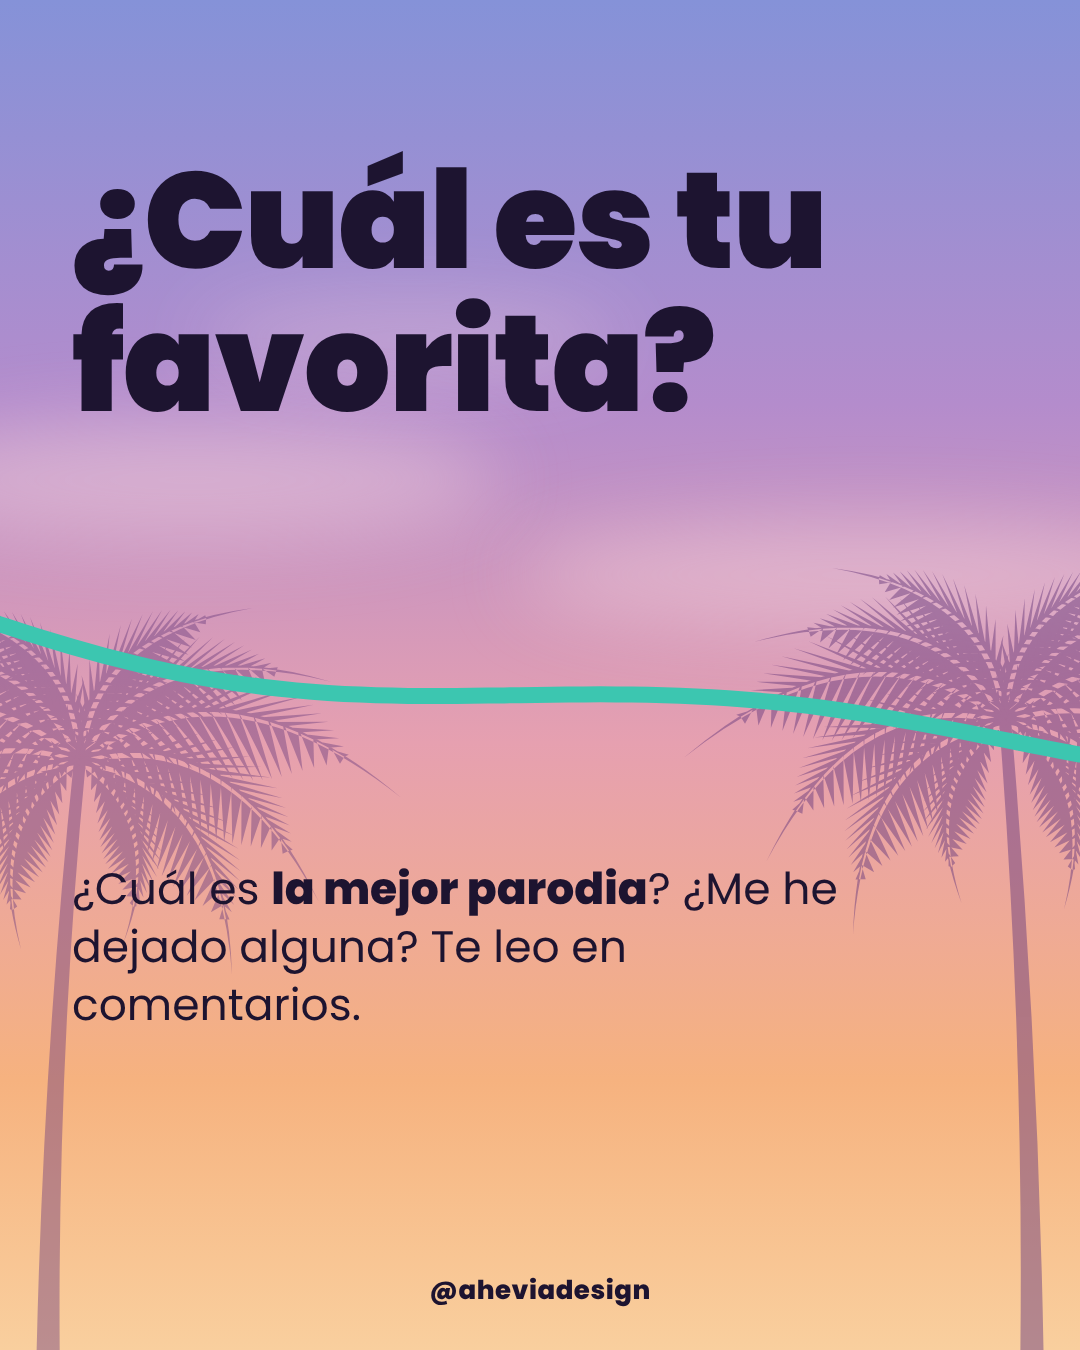 ¿Cuál es tu
favorita?
¿Cuál es la mejor parodia? ¿Me he
dejado alguna? Te leo en
comentarios.
@aheviadesign